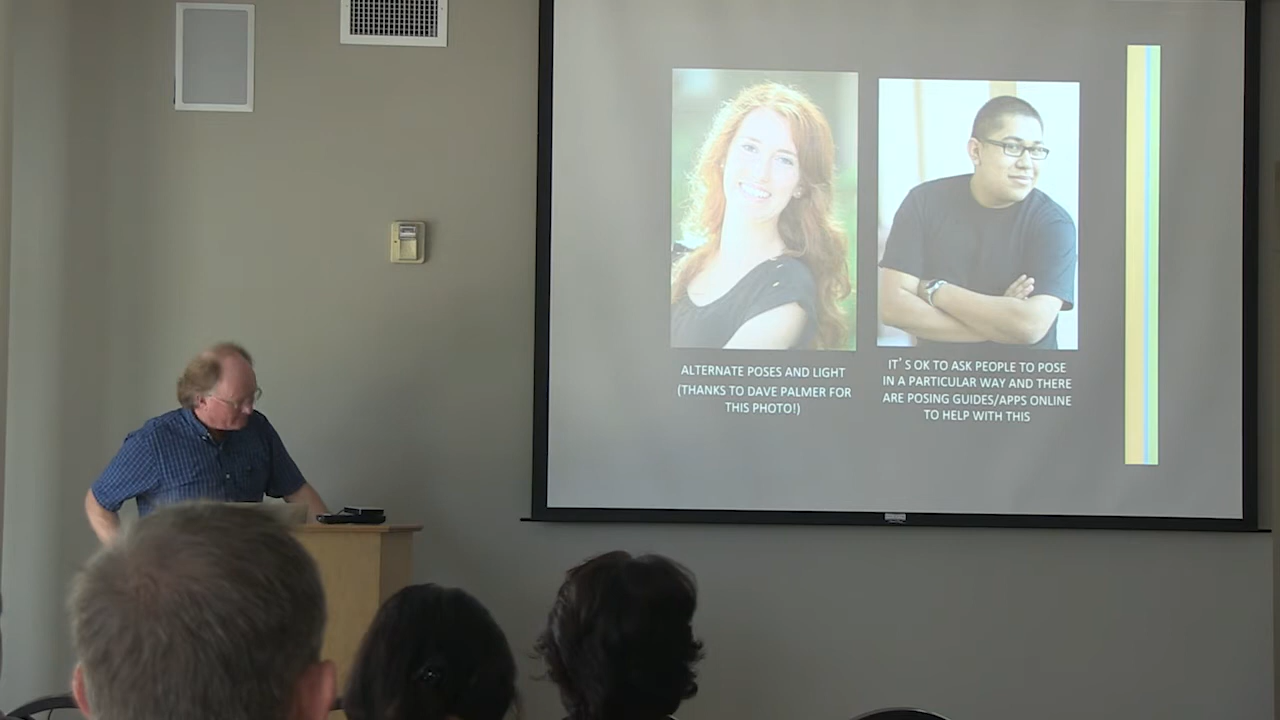 ALTERNATE POSES AND LIGHT
(THANKS TO DAVE PALMER FOR
THIS PHOTO!)
IT'S OK TO ASK PEOPLE TO POSE
IN A PARTICULAR WAY AND THERE
ARE POSING GUIDES/APPS ONLINE
TO HELP WITH THIS